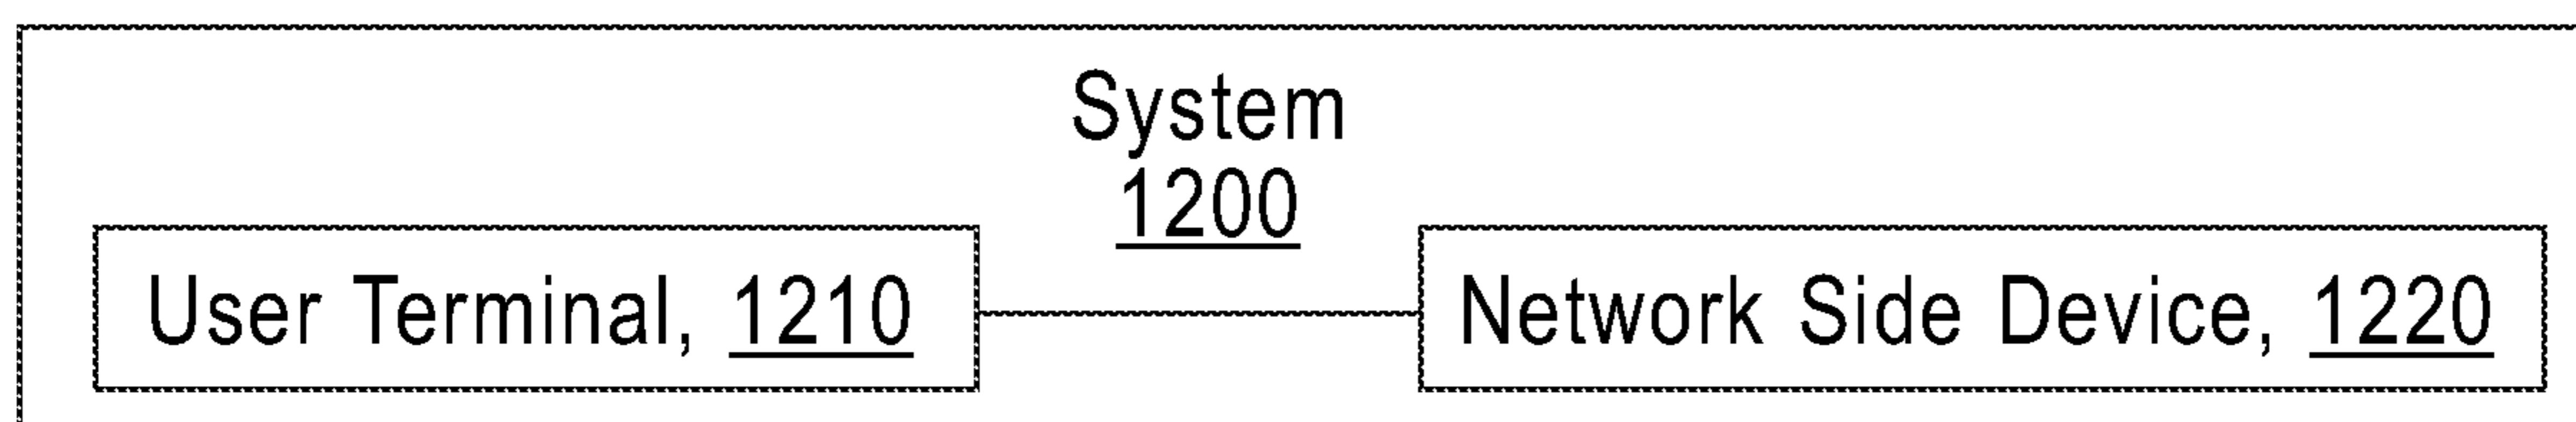 System
1200
User Terminal, 1210
Network Side Device, 1220